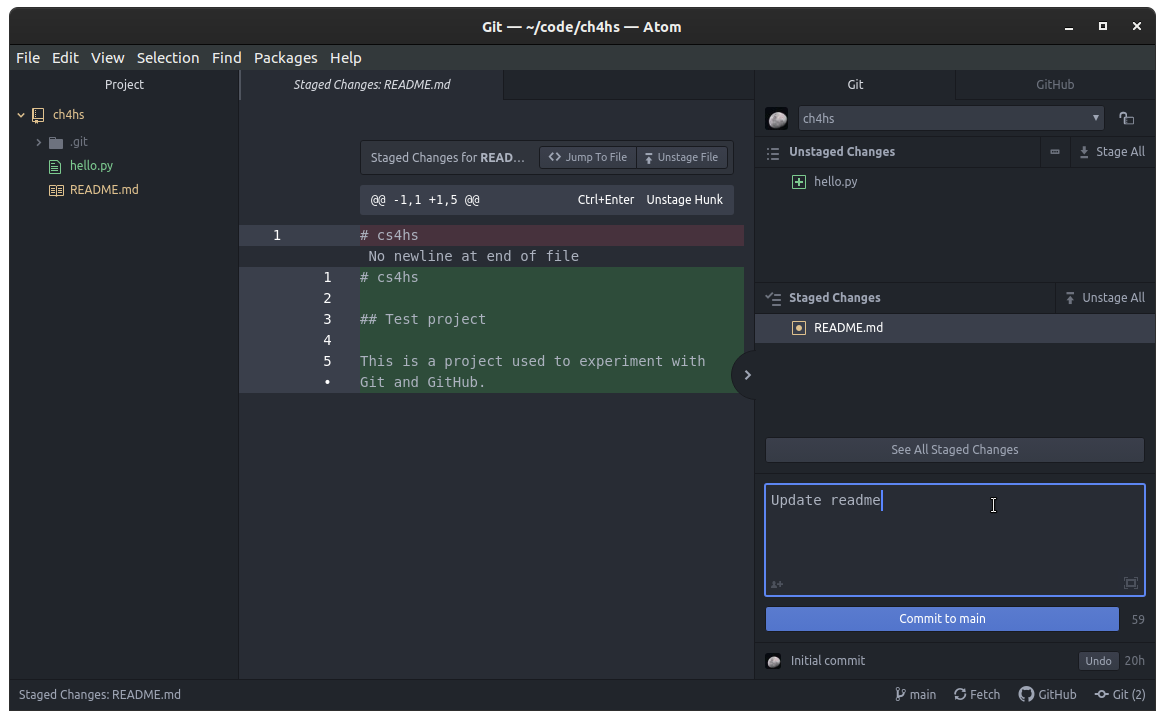 Git — ~/code/ch4hs — Atom
File Edit View Selection Find Packages Help
Project
ch4hs
.git
hello.py
README.md
Staged Changes: README.md
Staged Changes for READ... Jump To File Unstage File
@@ -1,1 +1,5 @@ Ctrl+Enter Unstage Hunk
1 # cs4hs
No newline at end of file
1 # cs4hs
2
3 ## Test project
4
5 This is a project used to experiment with
• Git and GitHub.
Git GitHub
ch4hs
Unstaged Changes Stage All
hello.py
Staged Changes Unstage All
README.md
See All Staged Changes
Update readme
Commit to main 59
Initial commit Undo 20h
Staged Changes: README.md main Fetch GitHub Git (2)